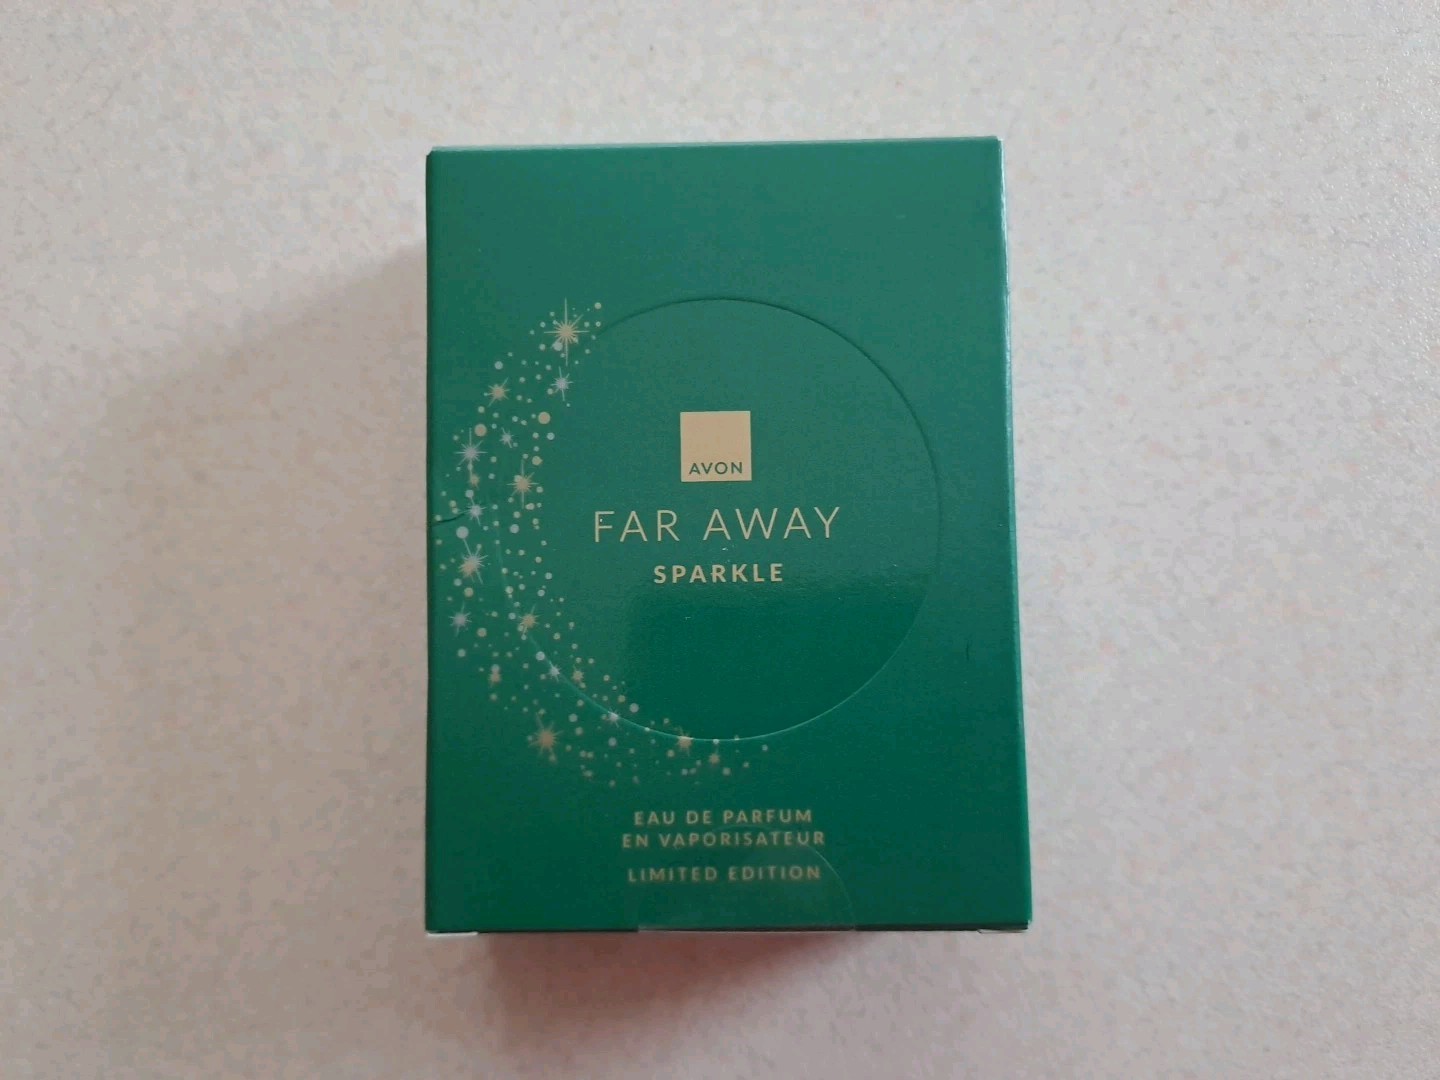 AVON
FAR AWAY
SPARKLE
EAU DE PARFUM
EN VAPORISATEUR
LIMITED EDITION